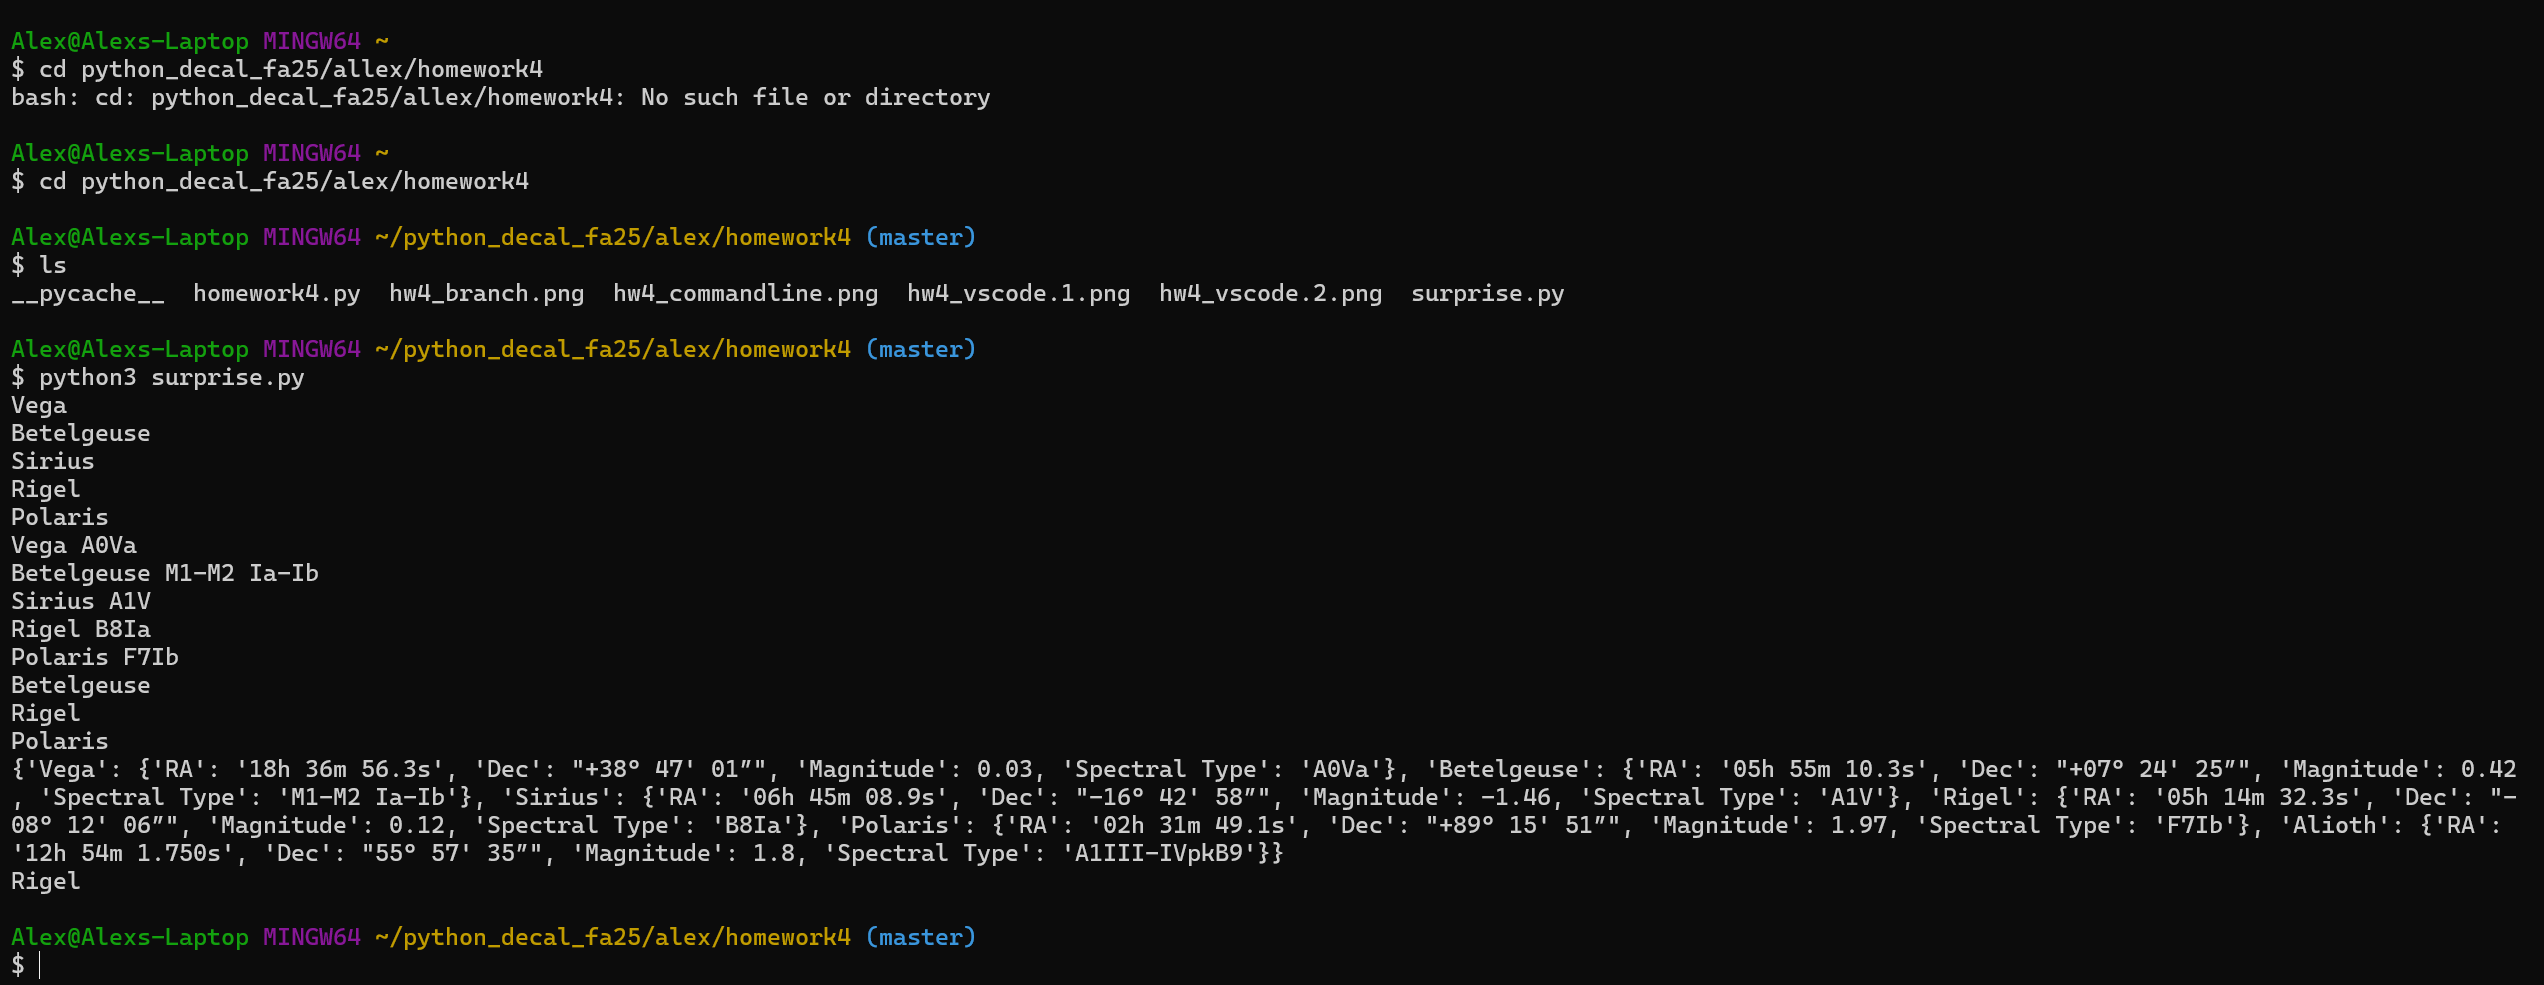 Alex@Alexs-Laptop MINGW64 ~
$ cd python_decal_fa25/allex/homework4
bash: cd: python_decal_fa25/allex/homework4: No such file or directory
Alex@Alexs-Laptop MINGW64 ~
$ cd python_decal_fa25/alex/homework4
Alex@Alexs-Laptop MINGW64 ~/python_decal_fa25/alex/homework4 (master)
$ ls
__pycache__  homework4.py  hw4_branch.png  hw4_commandline.png  hw4_vscode.1.png  hw4_vscode.2.png  surprise.py
Alex@Alexs-Laptop MINGW64 ~/python_decal_fa25/alex/homework4 (master)
$ python3 surprise.py
Vega
Betelgeuse
Sirius
Rigel
Polaris
Vega A0Va
Betelgeuse M1-M2 Ia-Ib
Sirius A1V
Rigel B8Ia
Polaris F7Ib
Betelgeuse
Rigel
Polaris
{'Vega': {'RA': '18h 36m 56.3s', 'Dec': "+38° 47' 01″", 'Magnitude': 0.03, 'Spectral Type': 'A0Va'}, 'Betelgeuse': {'RA': '05h 55m 10.3s', 'Dec': "+07° 24' 25″", 'Magnitude': 0.42
, 'Spectral Type': 'M1-M2 Ia-Ib'}, 'Sirius': {'RA': '06h 45m 08.9s', 'Dec': "-16° 42' 58″", 'Magnitude': -1.46, 'Spectral Type': 'A1V'}, 'Rigel': {'RA': '05h 14m 32.3s', 'Dec': "-
08° 12' 06″", 'Magnitude': 0.12, 'Spectral Type': 'B8Ia'}, 'Polaris': {'RA': '02h 31m 49.1s', 'Dec': "+89° 15' 51″", 'Magnitude': 1.97, 'Spectral Type': 'F7Ib'}, 'Alioth': {'RA':
'12h 54m 1.750s', 'Dec': "55° 57' 35″", 'Magnitude': 1.8, 'Spectral Type': 'A1III-IVpkB9'}}
Rigel
Alex@Alexs-Laptop MINGW64 ~/python_decal_fa25/alex/homework4 (master)
$